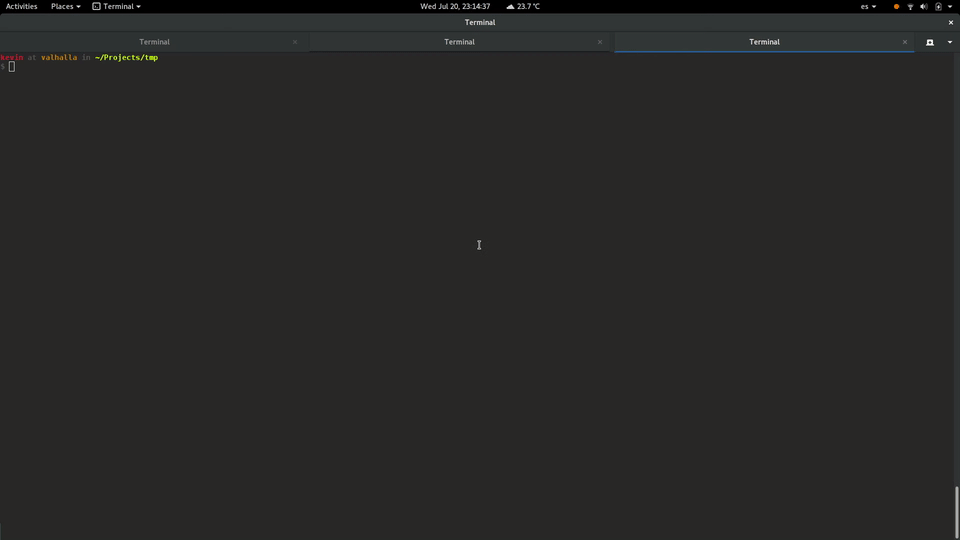 Activities Places Terminal Wed Jul 20, 23:14:37 23.7 °C es
Terminal
Terminal Terminal Terminal
kevin at valhalla in ~/Projects/tmp
$